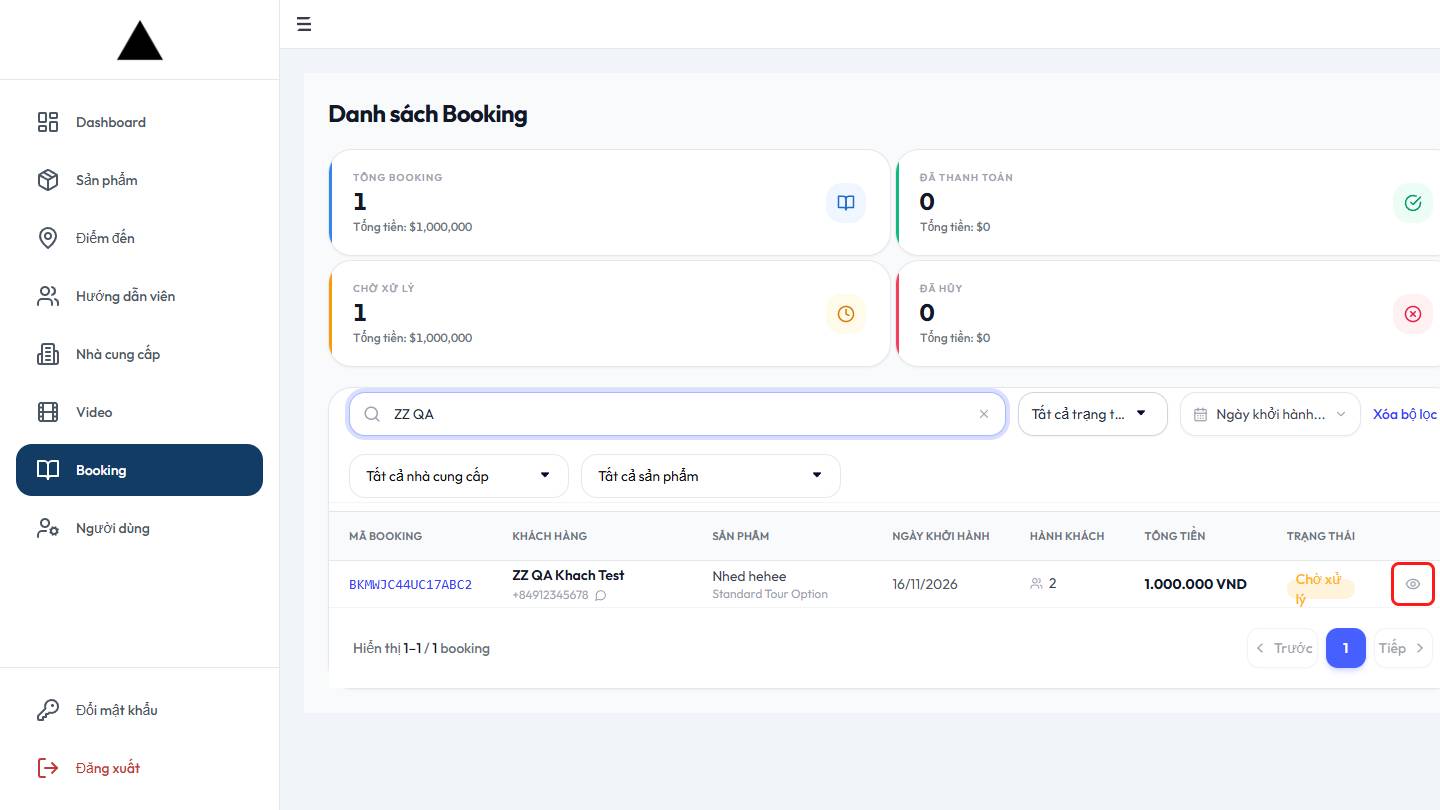 Dashboard
Sản phẩm
Điểm đến
Hướng dẫn viên
Nhà cung cấp
Video
Booking
Người dùng
Đổi mật khẩu
Đăng xuất
Danh sách Booking
TỔNG BOOKING
1
Tổng tiền: $1,000,000
ĐÃ THANH TOÁN
0
Tổng tiền: $0
CHỜ XỬ LÝ
1
Tổng tiền: $1,000,000
ĐÃ HỦY
0
Tổng tiền: $0
ZZ QA
Tất cả trạng t...
Ngày khởi hành...
Xóa bộ lọc
Tất cả nhà cung cấp
Tất cả sản phẩm
MÃ BOOKING KHÁCH HÀNG SẢN PHẨM NGÀY KHỞI HÀNH HÀNH KHÁCH TỔNG TIỀN TRẠNG THÁI
BKMWJC44UC17ABC2
ZZ QA Khach Test
+84912345678
Nhed hehee
Standard Tour Option
16/11/2026
2
1.000.000 VND
Chờ xử
lý
Hiển thị 1–1 / 1 booking
Trước
1
Tiếp